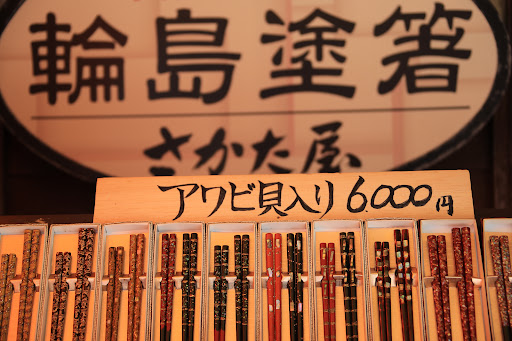 輪島塗箸
さかた屋
アワビ貝入り 6.000円